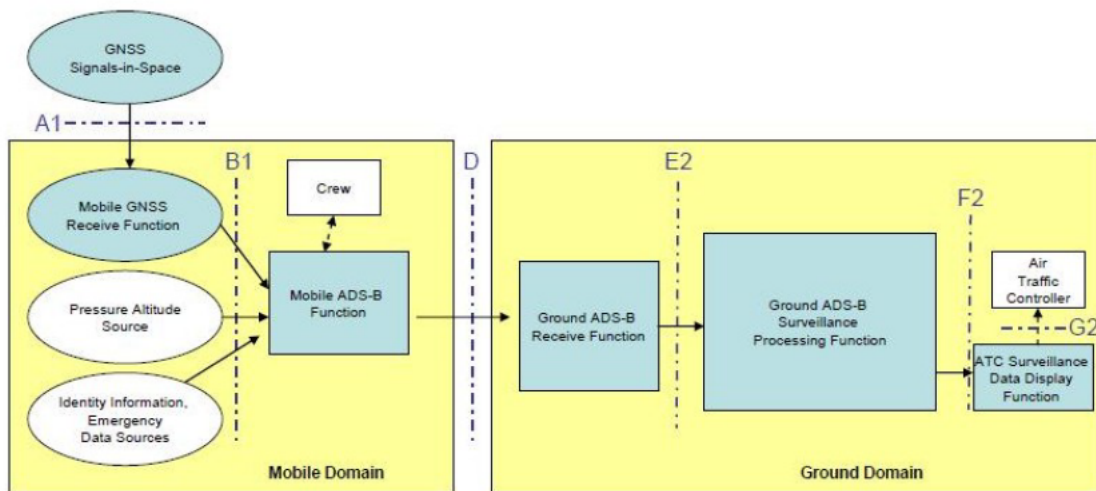 GNSS
Signals-in-Space
A1
B1
D
E2
F2
Mobile GNSS
Receive Function
Crew
Pressure Altitude
Source
Mobile ADS-B
Function
Identity Information,
Emergency
Data Sources
Mobile Domain
Ground ADS-B
Receive Function
Ground ADS-B
Surveillance
Processing Function
Air
Traffic
Controller
G2
ATC Surveillance
Data Display
Function
Ground Domain